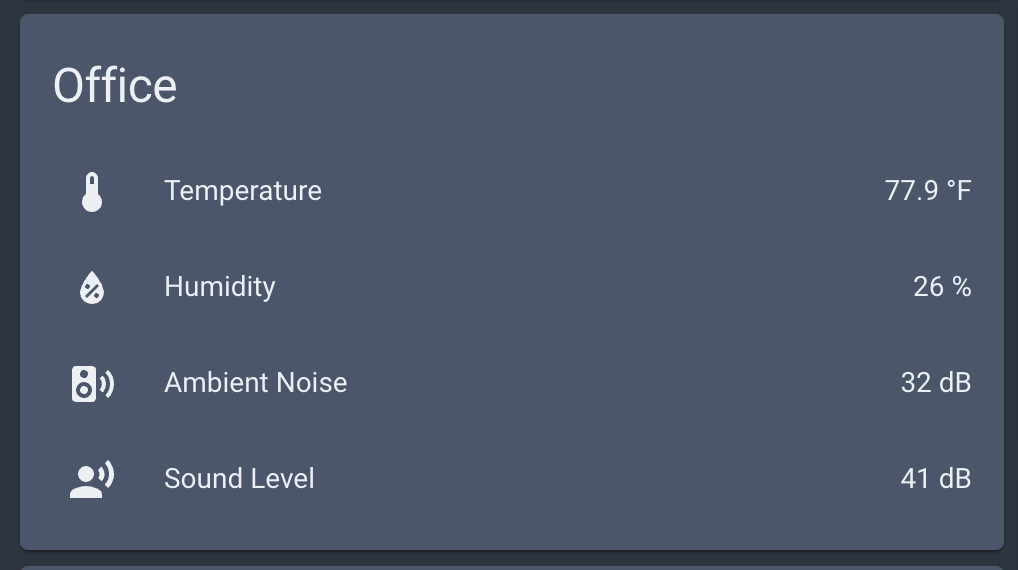 Office
Temperature 77.9 °F
Humidity 26 %
Ambient Noise 32 dB
Sound Level 41 dB